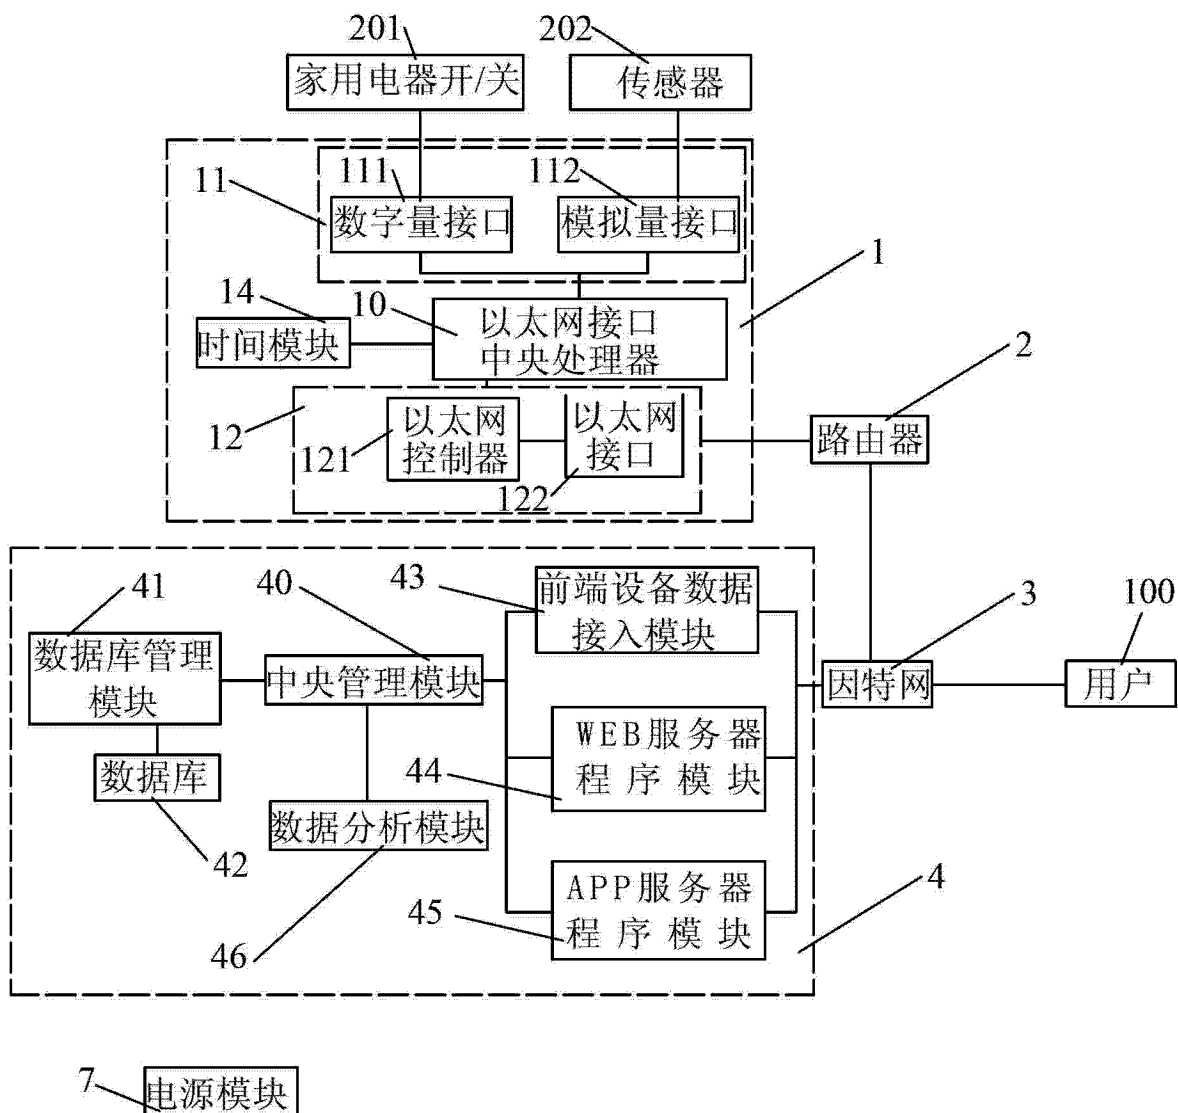 201
202
家用电器开/关
传感器
11
111
112
数字量接口
模拟量接口
1
14
10
以太网接口
中央处理器
时间模块
2
12
121
以太网
控制器
以太网
接口
122
路由器
41
40
43
前端设备数据
接入模块
3
100
数据库管理
模块
中央管理模块
因特网
用户
WEB服务器
程序模块
44
数据库
42
数据分析模块
46
APP服务器
程序模块
45
4
7
电源模块